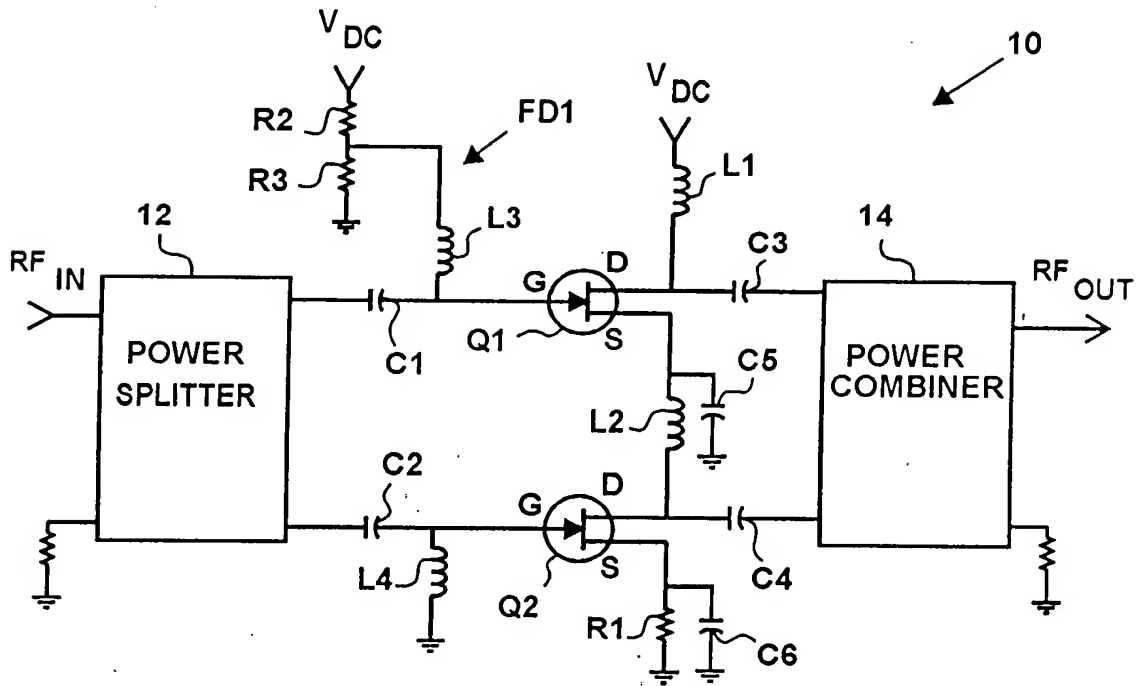 10
V DC
V DC
R2
FD1
R3
L1
12
L3
14
C3
RF IN
G
D
RF OUT
Q1
S
C1
POWER
SPLITTER
POWER
COMBINER
C5
L2
C2
G
D
L4
Q2
S
C4
R1
C6